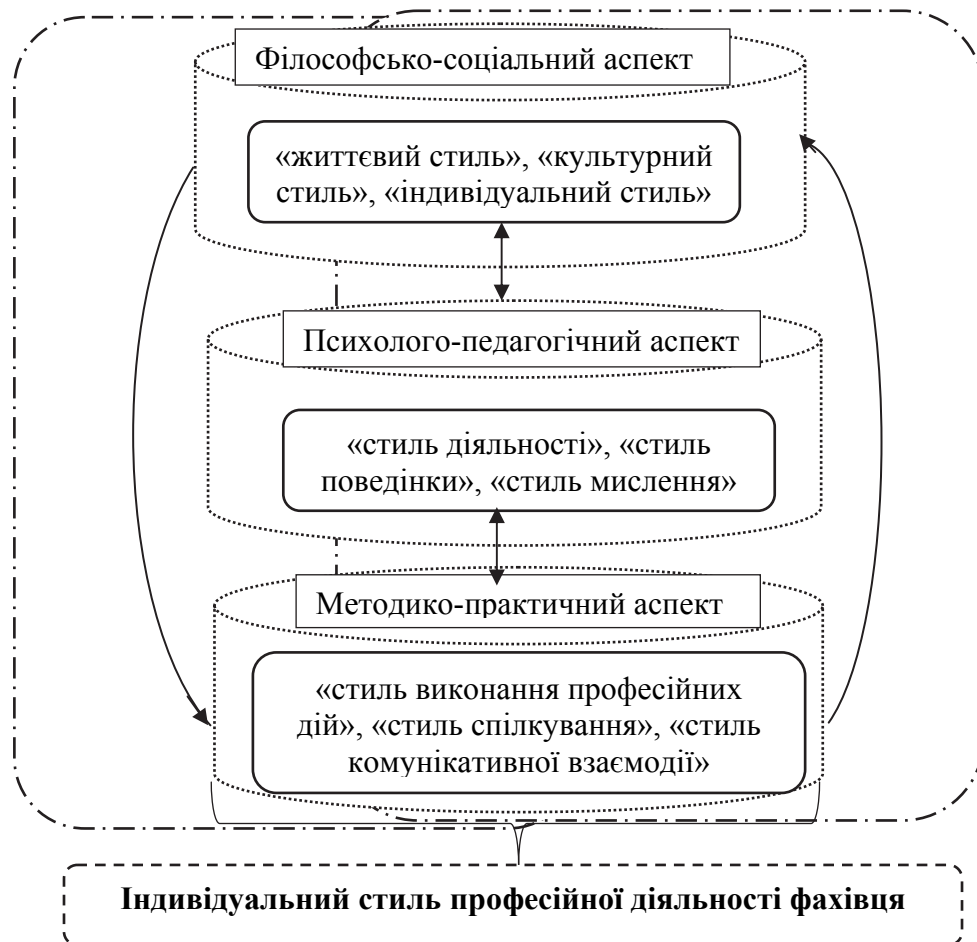 Філософсько-соціальний аспект
«життєвий стиль», «культурний
стиль», «індивідуальний стиль»
Психолого-педагогічний аспект
«стиль діяльності», «стиль
поведінки», «стиль мислення»
Методико-практичний аспект
«стиль виконання професійних
дій», «стиль спілкування», «стиль
комунікативної взаємодії»
Індивідуальний стиль професійної діяльності фахівця